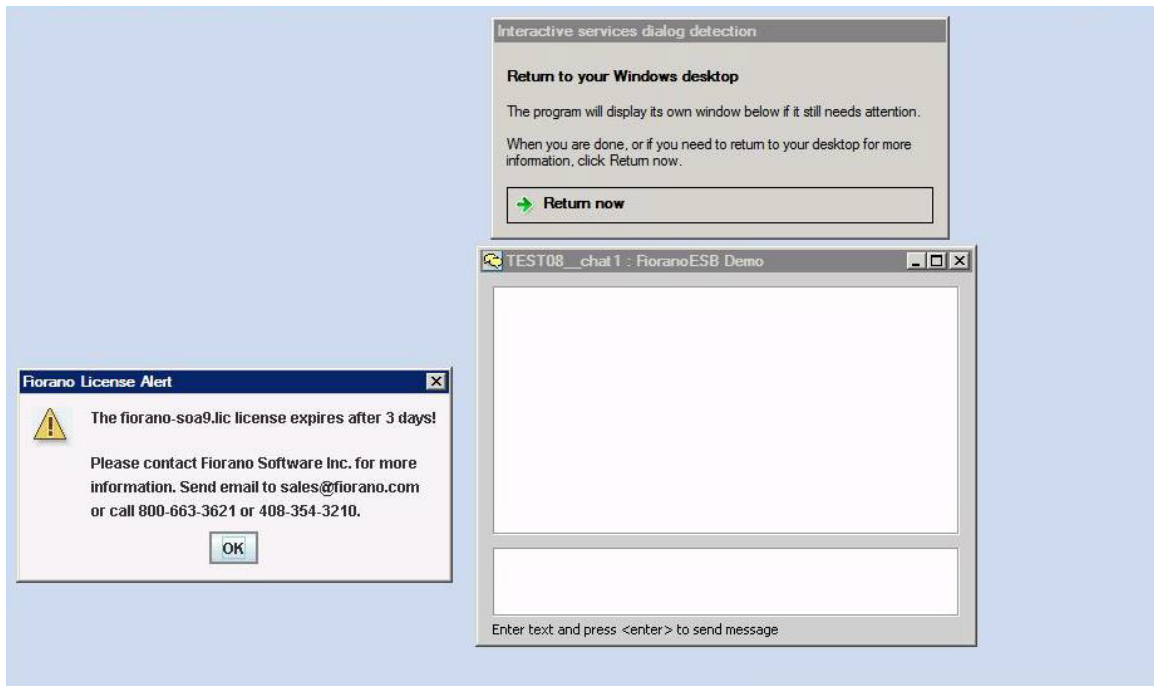 Interactive services dialog detection
Return to your Windows desktop
The program will display its own window below if it still needs attention.
When you are done, or if you need to return to your desktop for more
information, click Return now.
Return now
TEST08__chat1 : FioranoESB Demo
Fiorano License Alert
The fiorano-soa9.lic license expires after 3 days!
Please contact Fiorano Software Inc. for more
information. Send email to sales@fiorano.com
or call 800-663-3621 or 408-354-3210.
OK
Enter text and press <enter> to send message